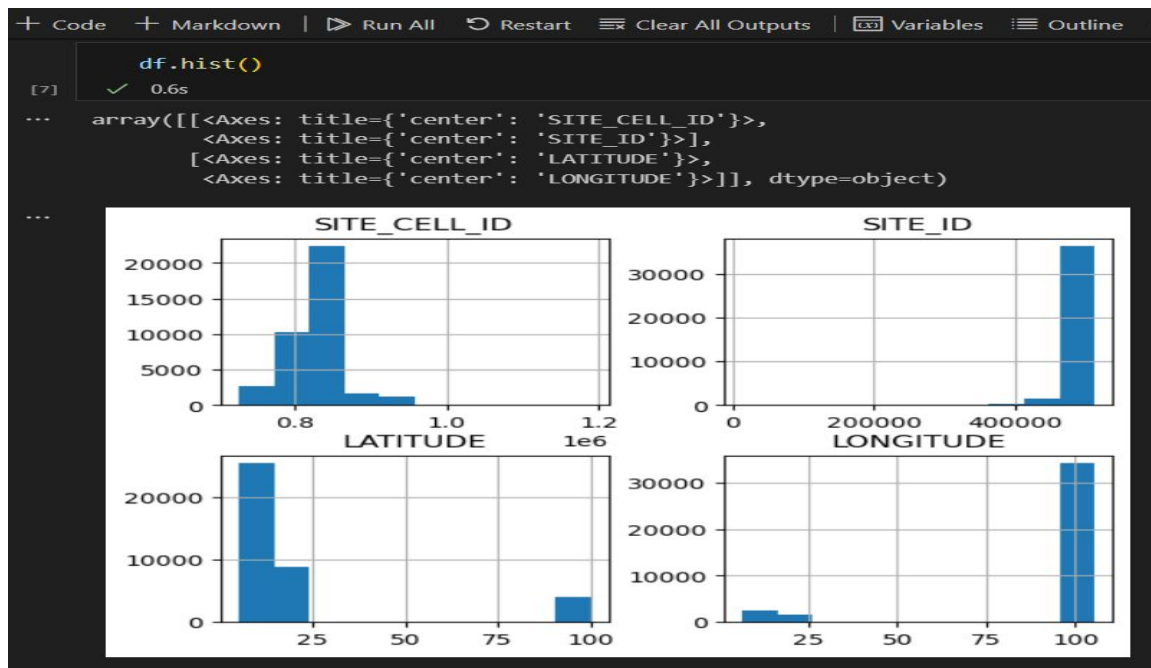 + Code + Markdown | Run All Restart Clear All Outputs | Variables Outline
df.hist()
[7] ✓ 0.6s
... array([[<Axes: title={'center': 'SITE_CELL_ID'}>,
<Axes: title={'center': 'SITE_ID'}>],
[<Axes: title={'center': 'LATITUDE'}>,
<Axes: title={'center': 'LONGITUDE'}>]], dtype=object)
...
SITE_CELL_ID
20000
15000
10000
5000
0
0.8 1.0 1.2
1e6
SITE_ID
30000
20000
10000
0
0 200000 4000000
LATITUDE
20000
10000
0
25 50 75 100
LONGITUDE
30000
20000
10000
0
25 50 75 100